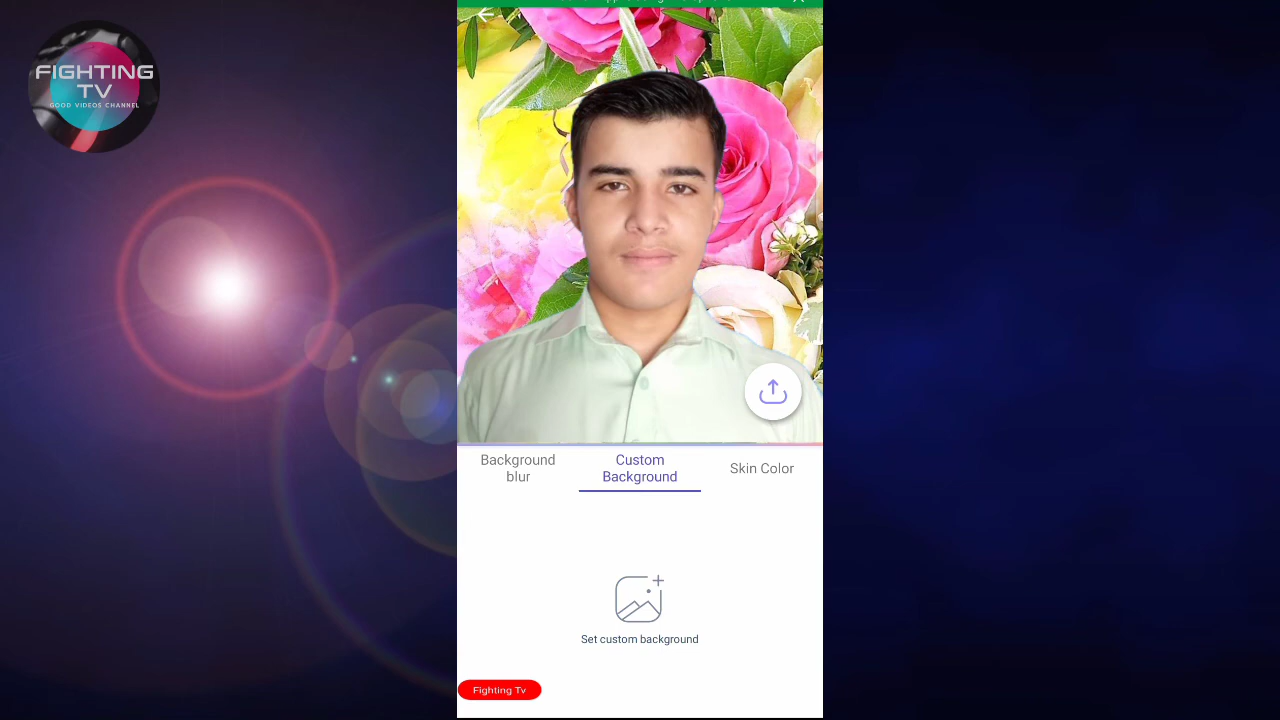 FIGHTING
TV
GOOD VIDEOS CHANNEL
Background
blur
Custom
Background
Skin Color
Set custom background
Fighting Tv